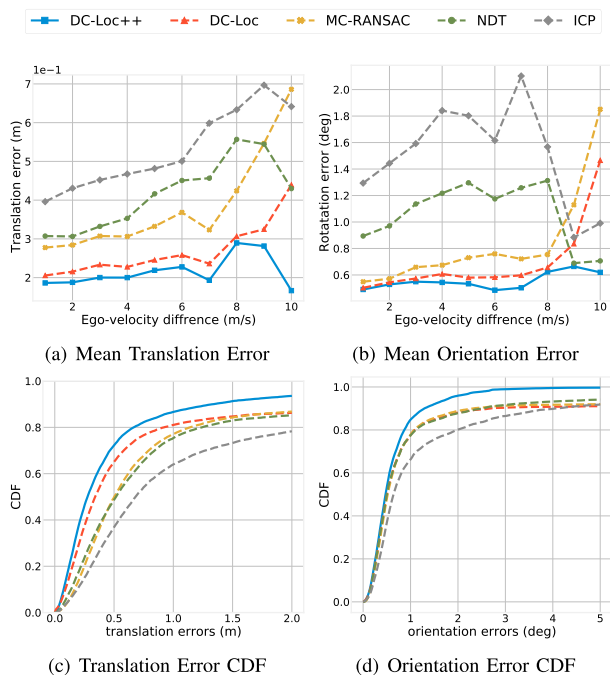 DC-Loc++ DC-Loc MC-RANSAC NDT ICP
1e−1
7
6
5
4
3
2
Translation error (m)
2 4 6 8 10
Ego-velocity diffrence (m/s)
2.0
1.8
1.6
1.4
1.2
1.0
0.8
0.6
Rotatation error (deg)
2 4 6 8 10
Ego-velocity diffrence (m/s)
(a) Mean Translation Error
(b) Mean Orientation Error
1.0
0.8
0.6
0.4
0.2
0.0
CDF
0.0 0.5 1.0 1.5 2.0
translation errors (m)
1.0
0.8
0.6
0.4
0.2
0.0
CDF
0 1 2 3 4 5
orientation errors (deg)
(c) Translation Error CDF
(d) Orientation Error CDF